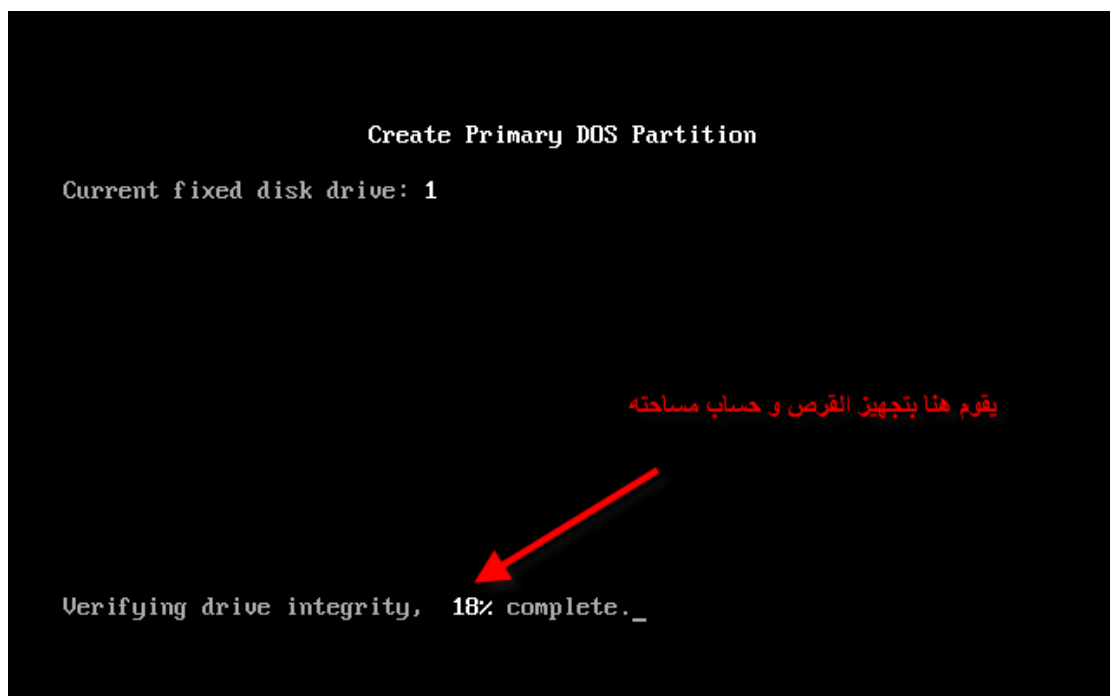 Create Primary DOS Partition
Current fixed disk drive: 1
يقوم هنا بتجهيز القرص و حساب مساحته
Verifying drive integrity, 18% complete._